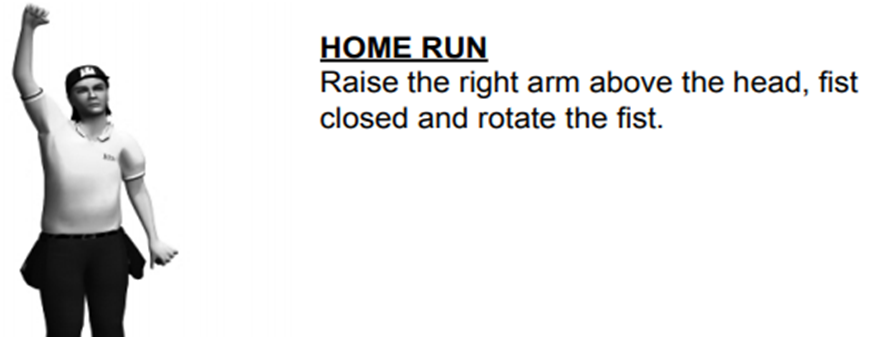 HOME RUN
Raise the right arm above the head, fist
closed and rotate the fist.